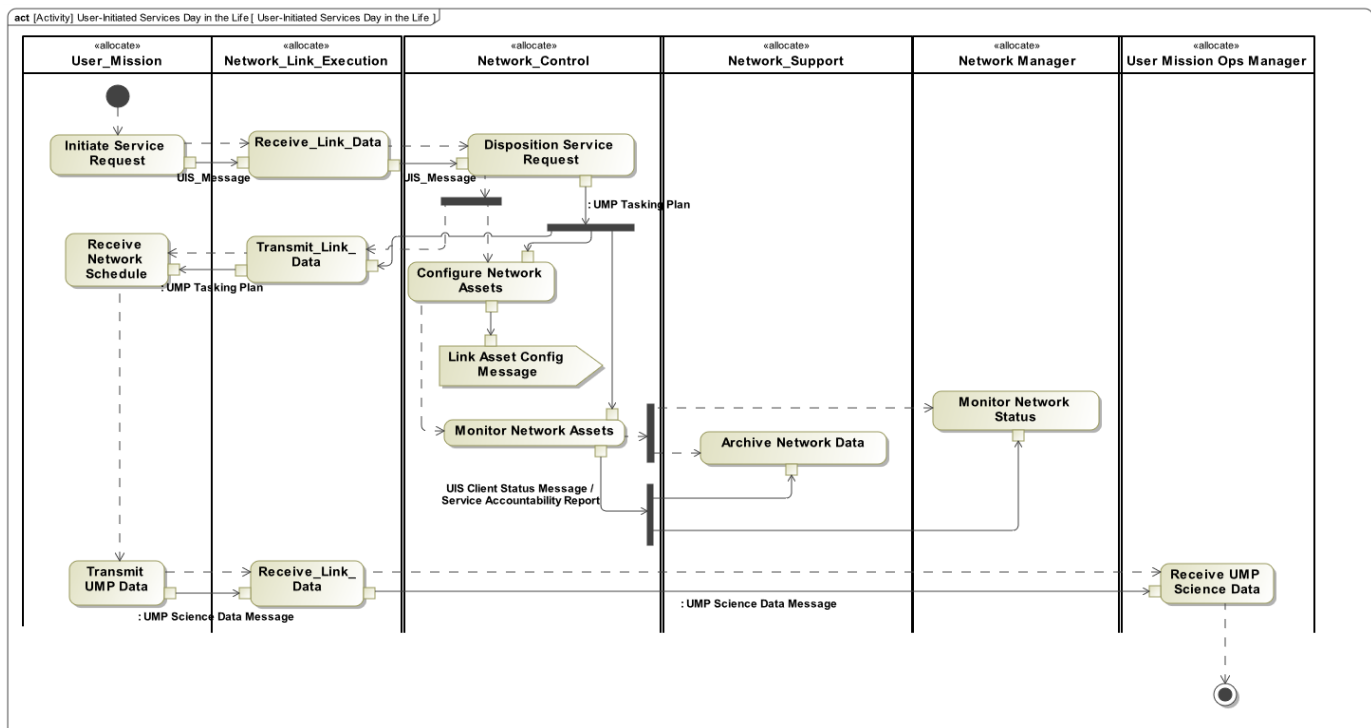 act [Activity] User-Initiated Services Day in the Life [ User-Initiated Services Day in the Life ]
«allocate»
User_Mission
«allocate»
Network_Link_Execution
«allocate»
Network_Control
«allocate»
Network_Support
«allocate»
Network Manager
«allocate»
User Mission Ops Manager
Initiate Service
Request
Receive_Link_Data
Disposition Service
Request
UIS_Message
UIS_Message
: UMP Tasking Plan
Receive
Network
Schedule
Transmit_Link_
Data
: UMP Tasking Plan
Configure Network
Assets
Link Asset Config
Message
Monitor Network Assets
Monitor Network
Status
Archive Network Data
UIS Client Status Message /
Service Accountability Report
Transmit
UMP Data
Receive_Link_
Data
Receive UMP
Science Data
: UMP Science Data Message
: UMP Science Data Message